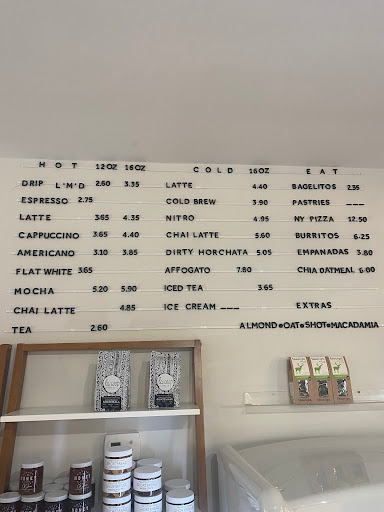 HOT 12OZ 16OZ
DRIP L'M'D 2.60 3.35
ESPRESSO 2.75
LATTE 3.65 4.35
CAPPUCCINO 3.65 4.40
AMERICANO 3.10 3.85
FLAT WHITE 3.65
MOCHA 5.20 5.90
CHAI LATTE 4.85
TEA 2.60
COLD 16OZ
LATTE 4.40
COLD BREW 3.90
NITRO 4.95
CHAI LATTE 5.60
DIRTY HORCHATA 5.05
AFFOGATO 7.80
ICED TEA 3.65
ICE CREAM ___
EAT
BAGELITOS 2.35
PASTRIES ___
NY PIZZA 12.50
BURRITOS 6.25
EMPANADAS 3.80
CHIA OATMEAL 6.00
EXTRAS
ALMOND•OAT•SHOT•MACADAMIA
HONEY